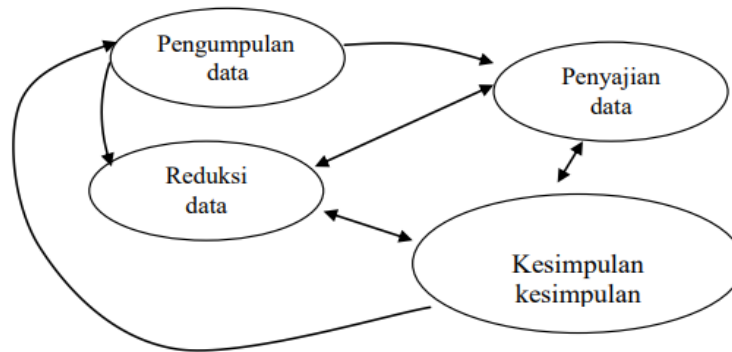 Pengumpulan
data
Penyajian
data
Reduksi
data
Kesimpulan
kesimpulan